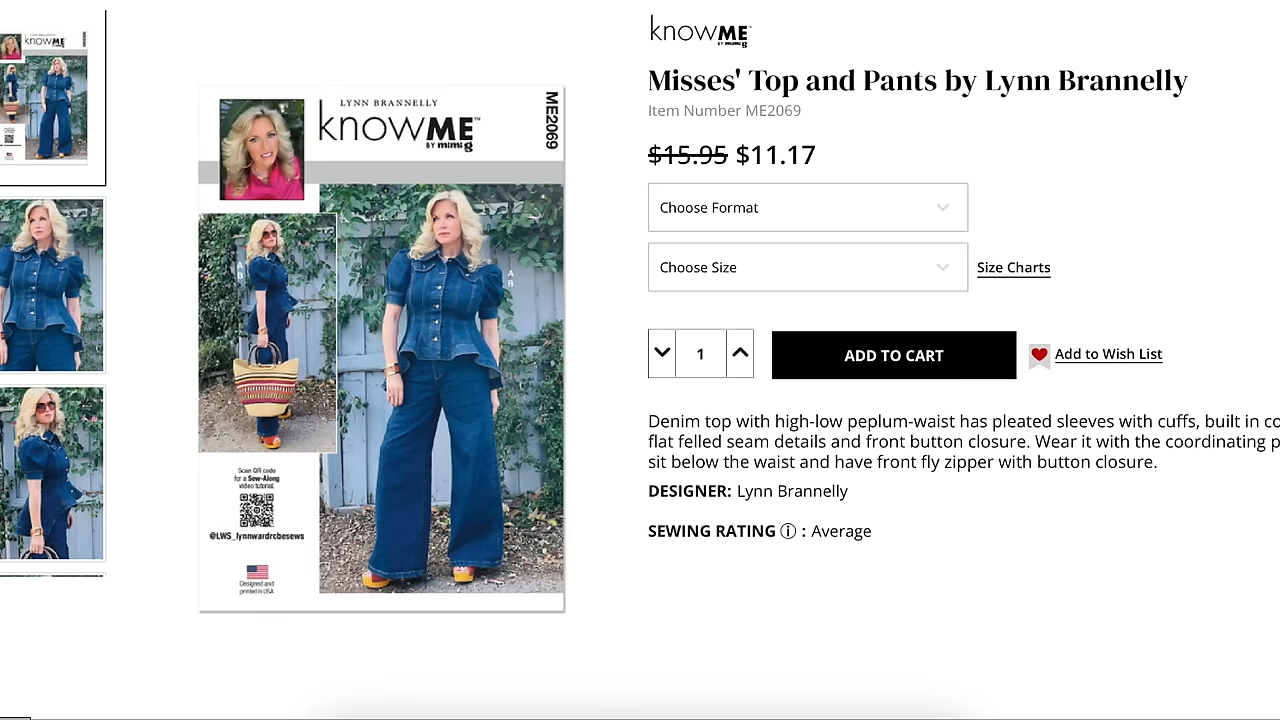 knowME
BY mimi g
Misses' Top and Pants by Lynn Brannelly
Item Number ME2069
$15.95 $11.17
Choose Format
Choose Size
Size Charts
1
ADD TO CART
Add to Wish List
Denim top with high-low peplum-waist has pleated sleeves with cuffs, built in co
flat felled seam details and front button closure. Wear it with the coordinating p
sit below the waist and have front fly zipper with button closure.
DESIGNER: Lynn Brannelly
SEWING RATING ⓘ : Average
LYNN BRANNELLY
knowME™
BY mimi g
ME2069
A
B
A
B
Scan QR code
for a Sew-Along
video tutorial.
@LWS_lynnwardrobesews
Designed and
printed in USA
knowME